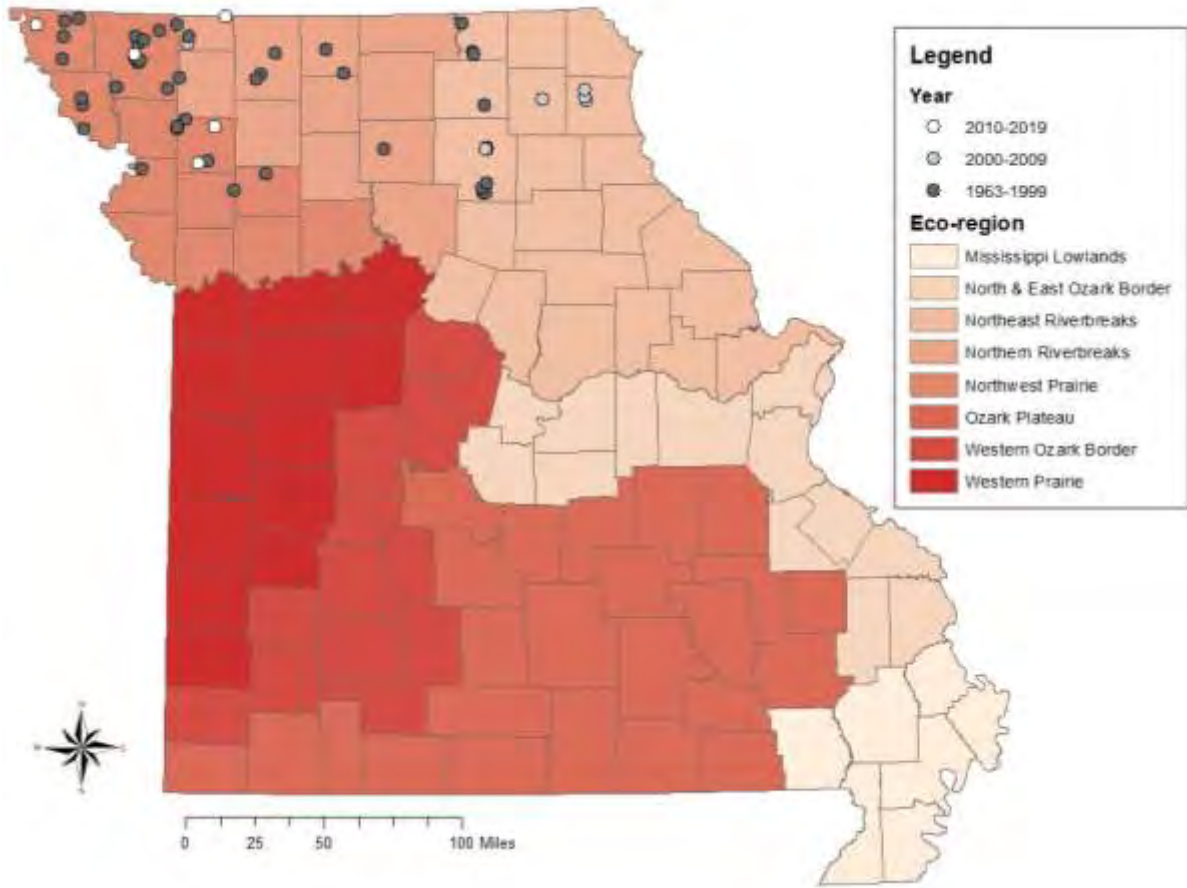 Legend
Year
2010-2019
2000-2009
1963-1999
Eco-region
Mississippi Lowlands
North & East Ozark Border
Northeast Riverbreaks
Northern Riverbreaks
Northwest Prairie
Ozark Plateau
Western Ozark Border
Western Prairie
0 25 50 100 Miles